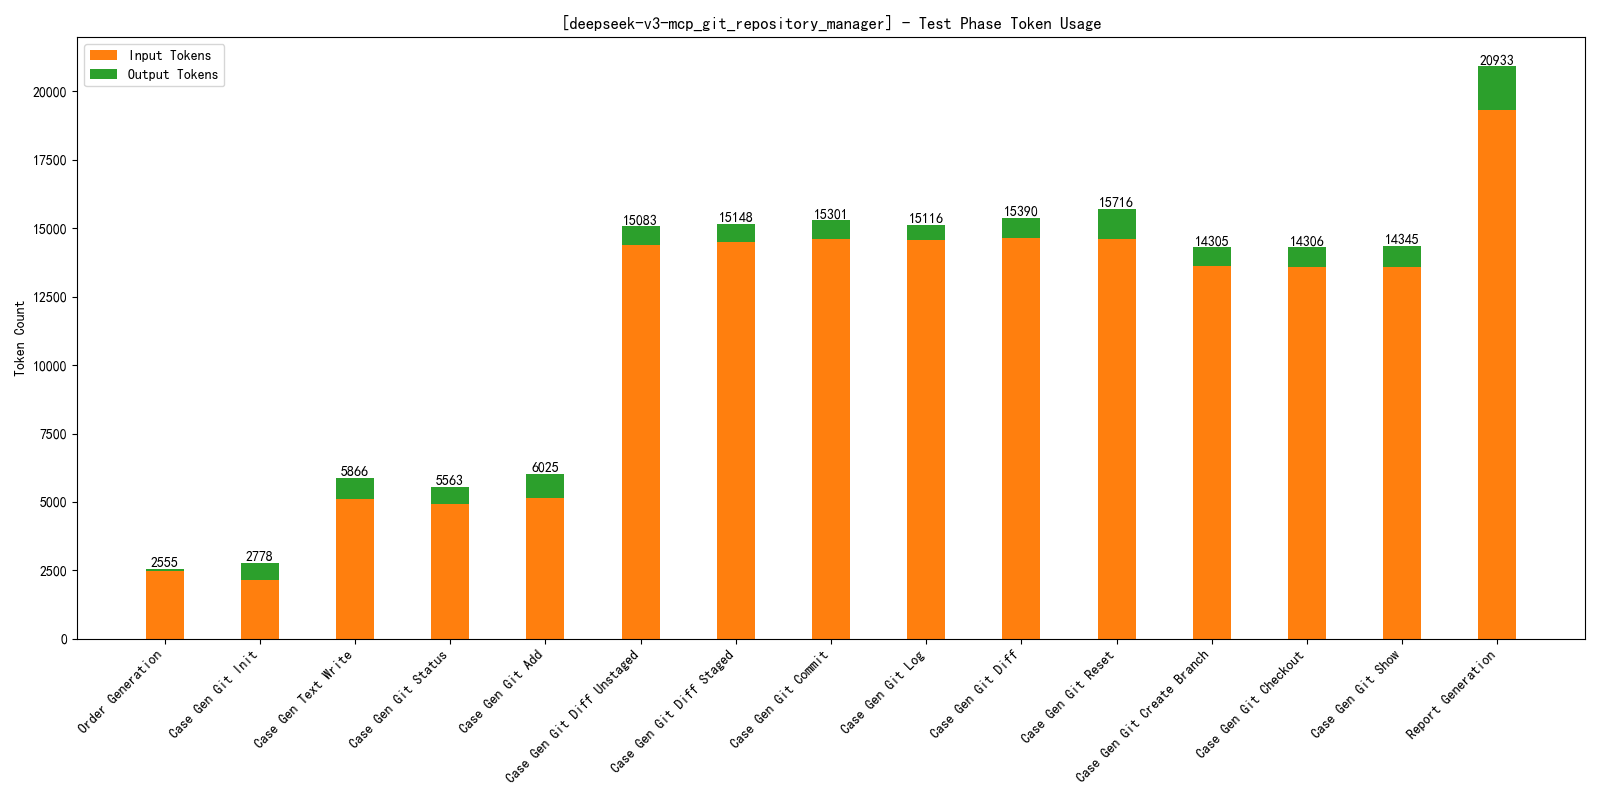 [deepseek-v3-mcp_git_repository_manager] - Test Phase Token Usage
Input Tokens
Output Tokens
Token Count
20000
17500
15000
12500
10000
7500
5000
2500
0
2555
2778
5866
5563
6025
15083
15148
15301
15116
15390
15716
14305
14306
14345
20933
Order Generation
Case Gen Git Init
Case Gen Text Write
Case Gen Git Status
Case Gen Git Add
Case Gen Git Diff Unstaged
Case Gen Git Diff Staged
Case Gen Git Commit
Case Gen Git Log
Case Gen Git Diff
Case Gen Git Reset
Case Gen Git Create Branch
Case Gen Git Checkout
Case Gen Git Show
Report Generation